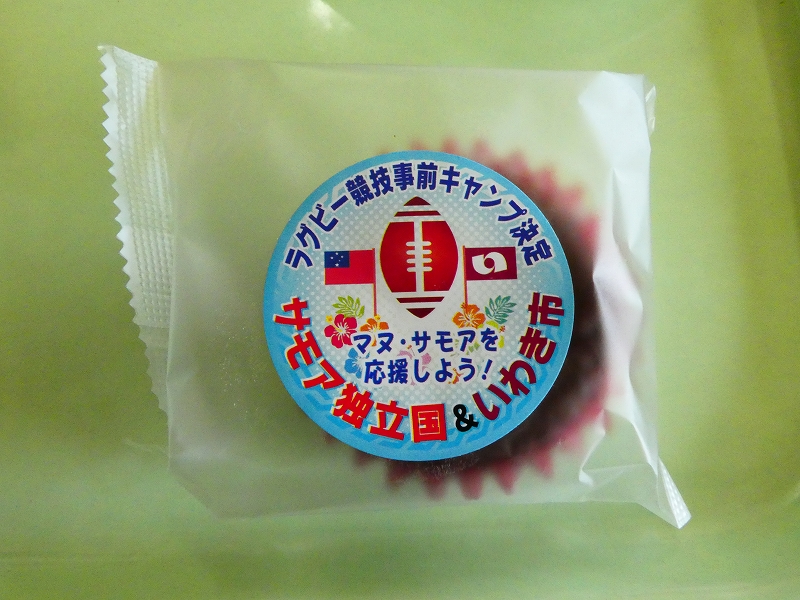 ラグビー競技事前キャンプ決定
マヌ・サモアを
応援しよう!
サモア独立国&いわき市